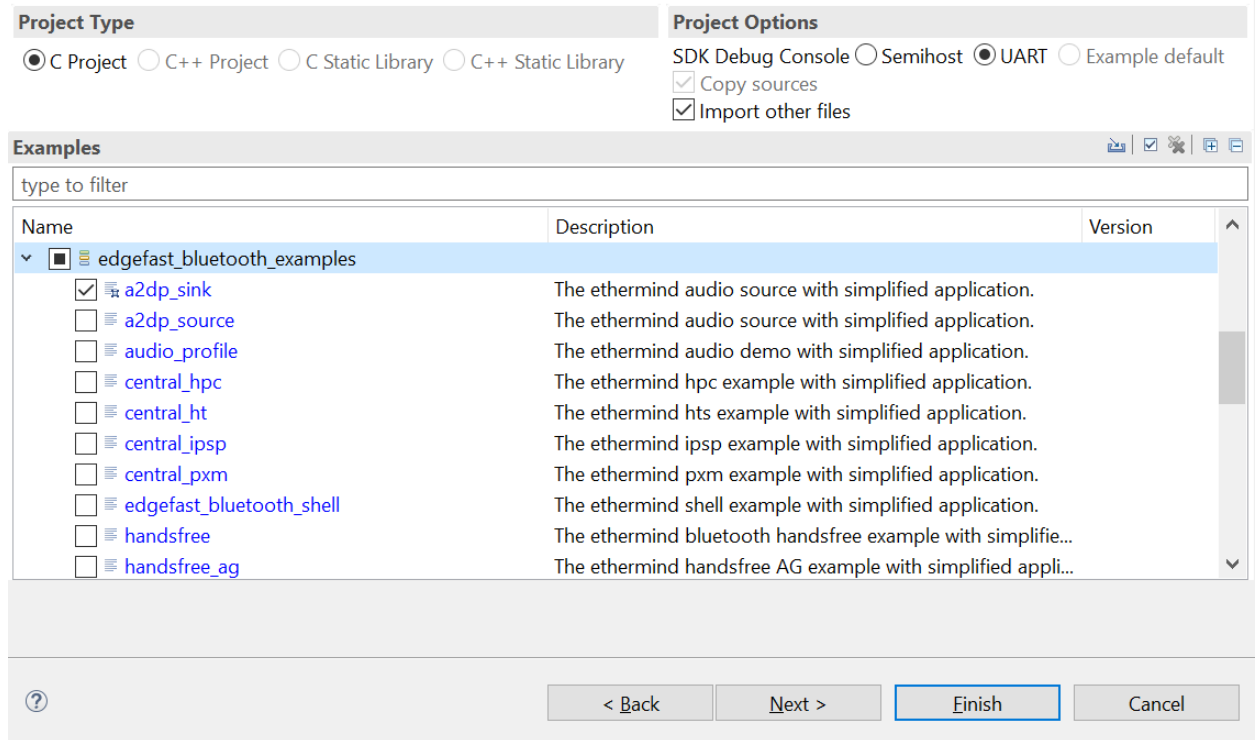 Project Type
Project Options
C Project C++ Project C Static Library C++ Static Library
SDK Debug Console Semihost UART Example default
Copy sources
Import other files
Examples
type to filter
Name Description Version
edgefast_bluetooth_examples
a2dp_sink The ethermind audio source with simplified application.
a2dp_source The ethermind audio source with simplified application.
audio_profile The ethermind audio demo with simplified application.
central_hpc The ethermind hpc example with simplified application.
central_ht The ethermind hts example with simplified application.
central_ipsp The ethermind ipsp example with simplified application.
central_pxm The ethermind pxm example with simplified application.
edgefast_bluetooth_shell The ethermind shell example with simplified application.
handsfree The ethermind bluetooth handsfree example with simplifie...
handsfree_ag The ethermind handsfree AG example with simplified appli...
? < Back Next > Finish Cancel